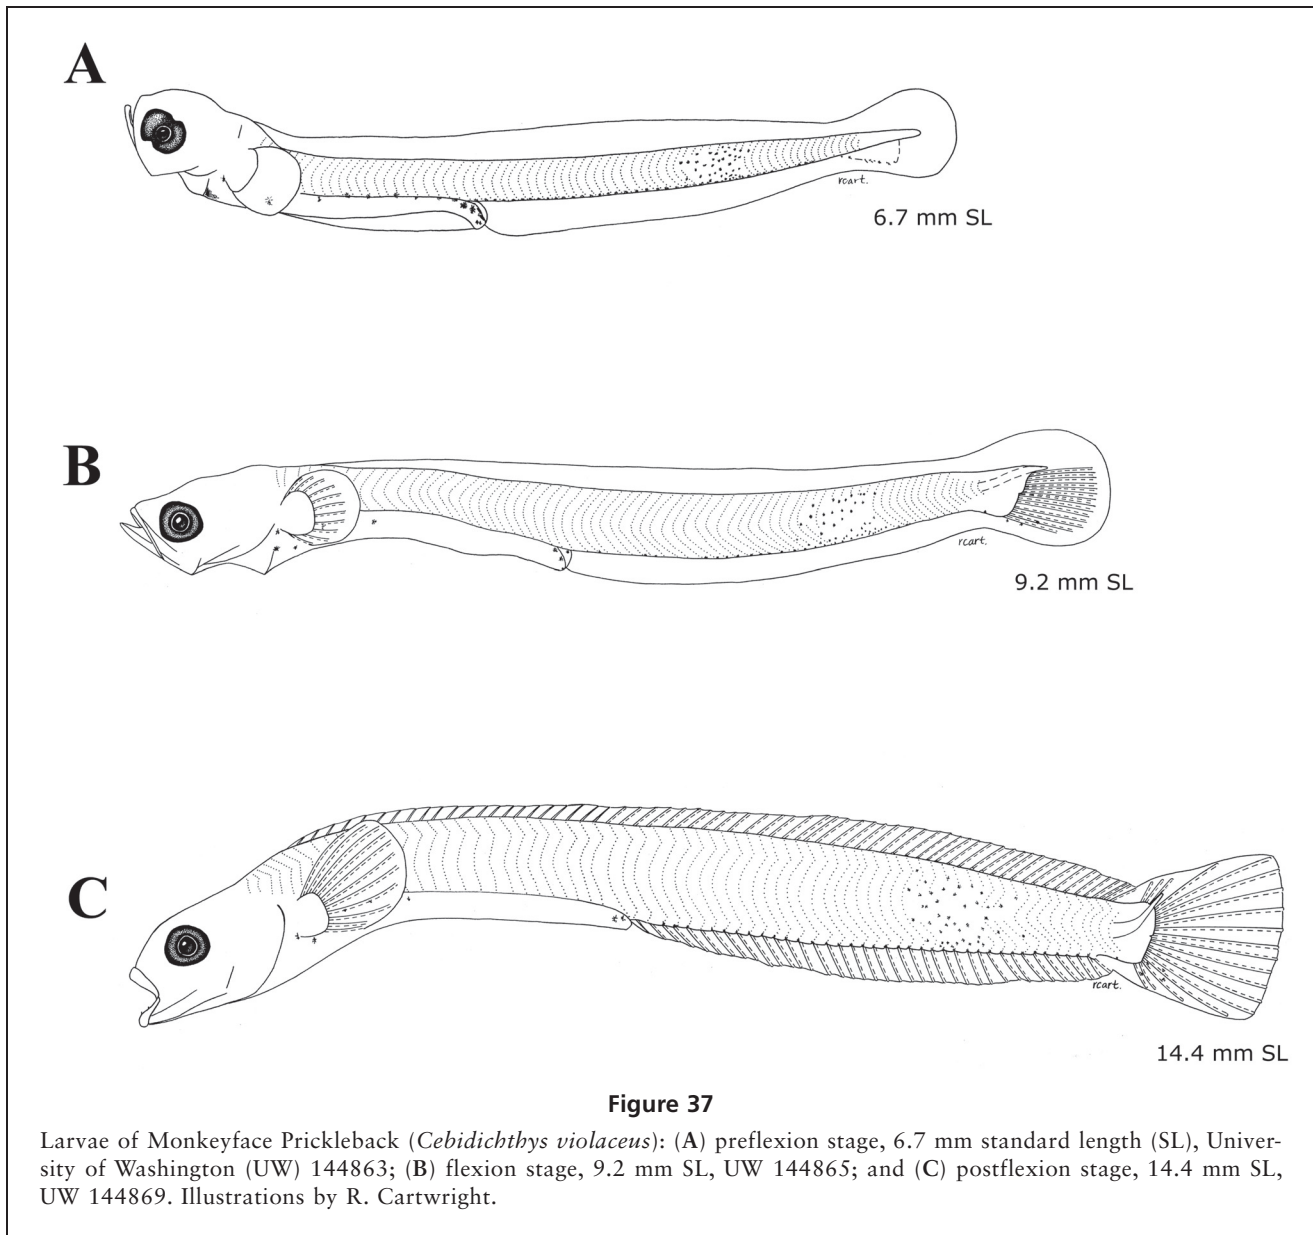 A
rcart.
6.7 mm SL
B
rcart.
9.2 mm SL
C
rcart.
14.4 mm SL
Figure 37
Larvae of Monkeyface Prickleback (Cebidichthys violaceus): (A) preflexion stage, 6.7 mm standard length (SL), Univer-
sity of Washington (UW) 144863; (B) flexion stage, 9.2 mm SL, UW 144865; and (C) postflexion stage, 14.4 mm SL,
UW 144869. Illustrations by R. Cartwright.